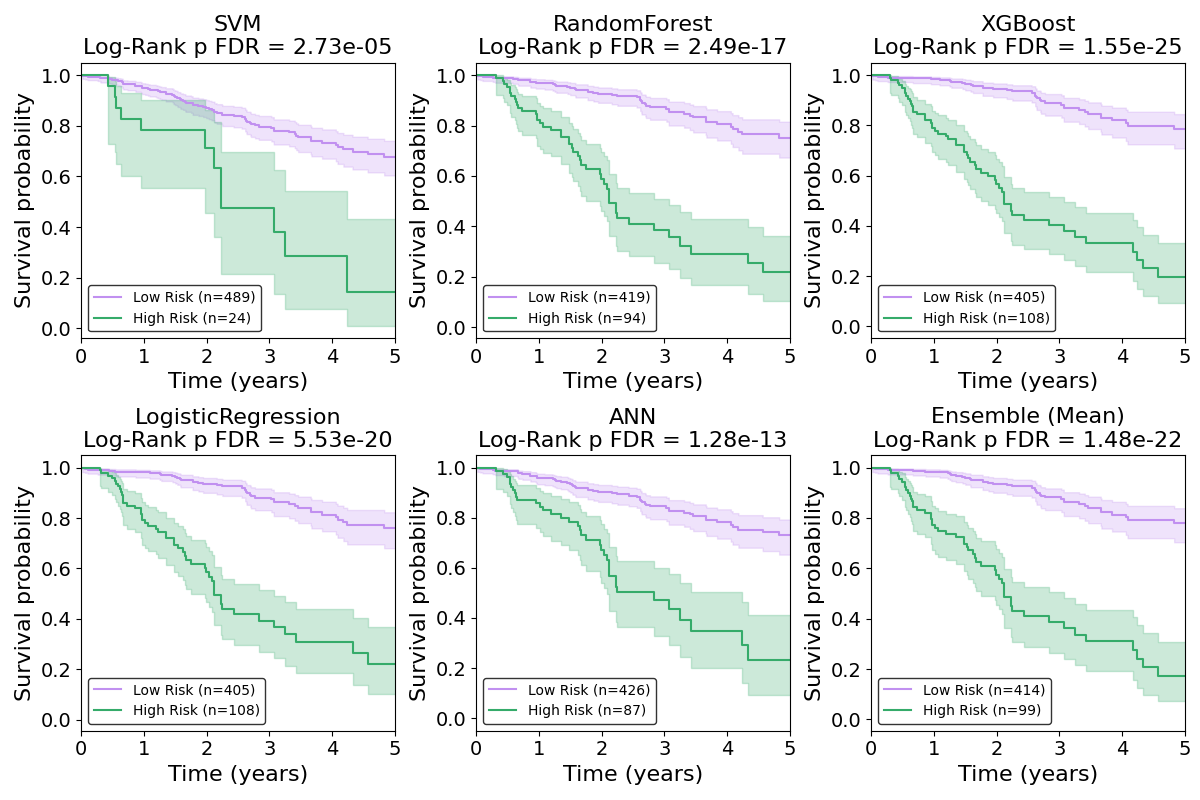 SVM
Log-Rank p FDR = 2.73e-05
Survival probability
1.0
0.8
0.6
0.4
0.2
0.0
Low Risk (n=489)
High Risk (n=24)
0 1 2 3 4 5
Time (years)
RandomForest
Log-Rank p FDR = 2.49e-17
Survival probability
1.0
0.8
0.6
0.4
0.2
0.0
Low Risk (n=419)
High Risk (n=94)
0 1 2 3 4 5
Time (years)
XGBoost
Log-Rank p FDR = 1.55e-25
Survival probability
1.0
0.8
0.6
0.4
0.2
0.0
Low Risk (n=405)
High Risk (n=108)
0 1 2 3 4 5
Time (years)
LogisticRegression
Log-Rank p FDR = 5.53e-20
Survival probability
1.0
0.8
0.6
0.4
0.2
0.0
Low Risk (n=405)
High Risk (n=108)
0 1 2 3 4 5
Time (years)
ANN
Log-Rank p FDR = 1.28e-13
Survival probability
1.0
0.8
0.6
0.4
0.2
0.0
Low Risk (n=426)
High Risk (n=87)
0 1 2 3 4 5
Time (years)
Ensemble (Mean)
Log-Rank p FDR = 1.48e-22
Survival probability
1.0
0.8
0.6
0.4
0.2
0.0
Low Risk (n=414)
High Risk (n=99)
0 1 2 3 4 5
Time (years)